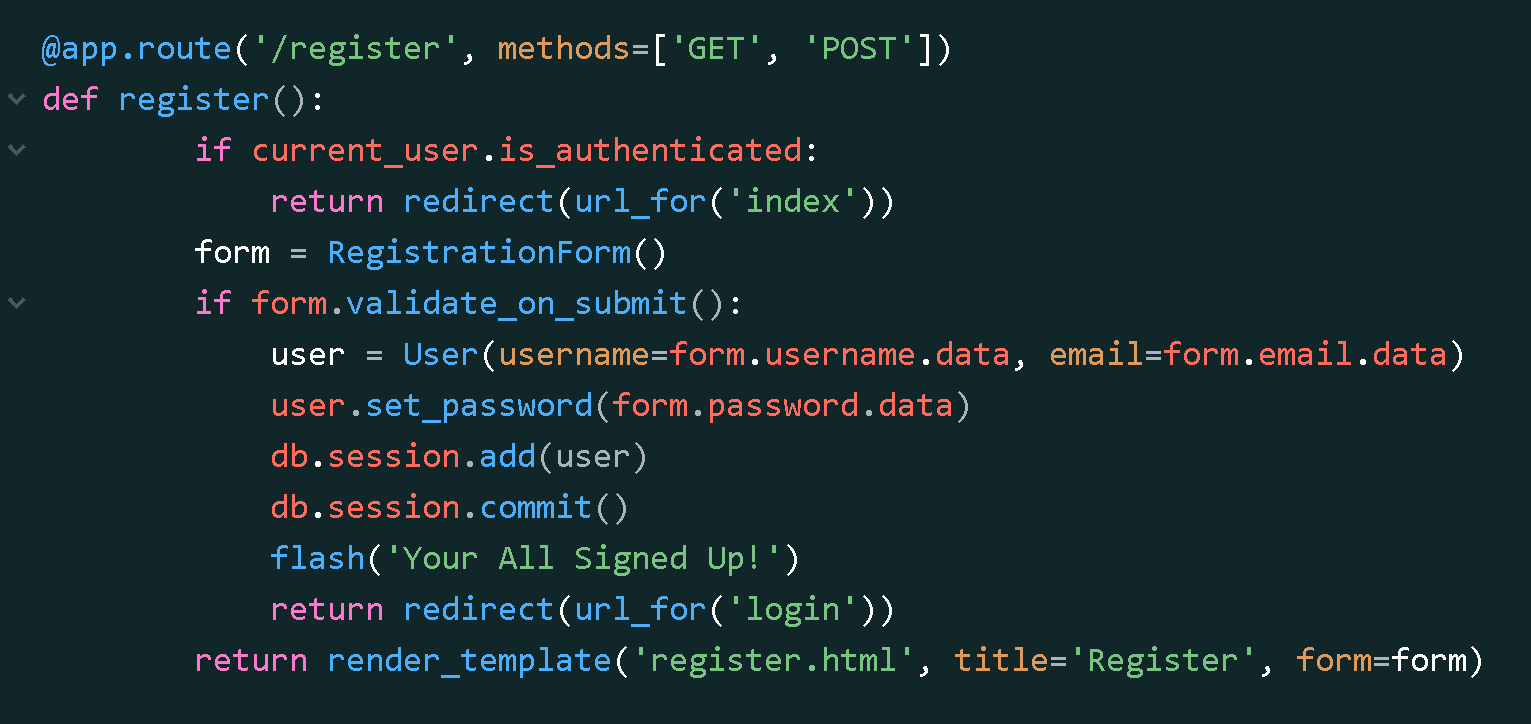 @app.route('/register', methods=['GET', 'POST'])
def register():
        if current_user.is_authenticated:
            return redirect(url_for('index'))
        form = RegistrationForm()
        if form.validate_on_submit():
            user = User(username=form.username.data, email=form.email.data)
            user.set_password(form.password.data)
            db.session.add(user)
            db.session.commit()
            flash('Your All Signed Up!')
            return redirect(url_for('login'))
        return render_template('register.html', title='Register', form=form)